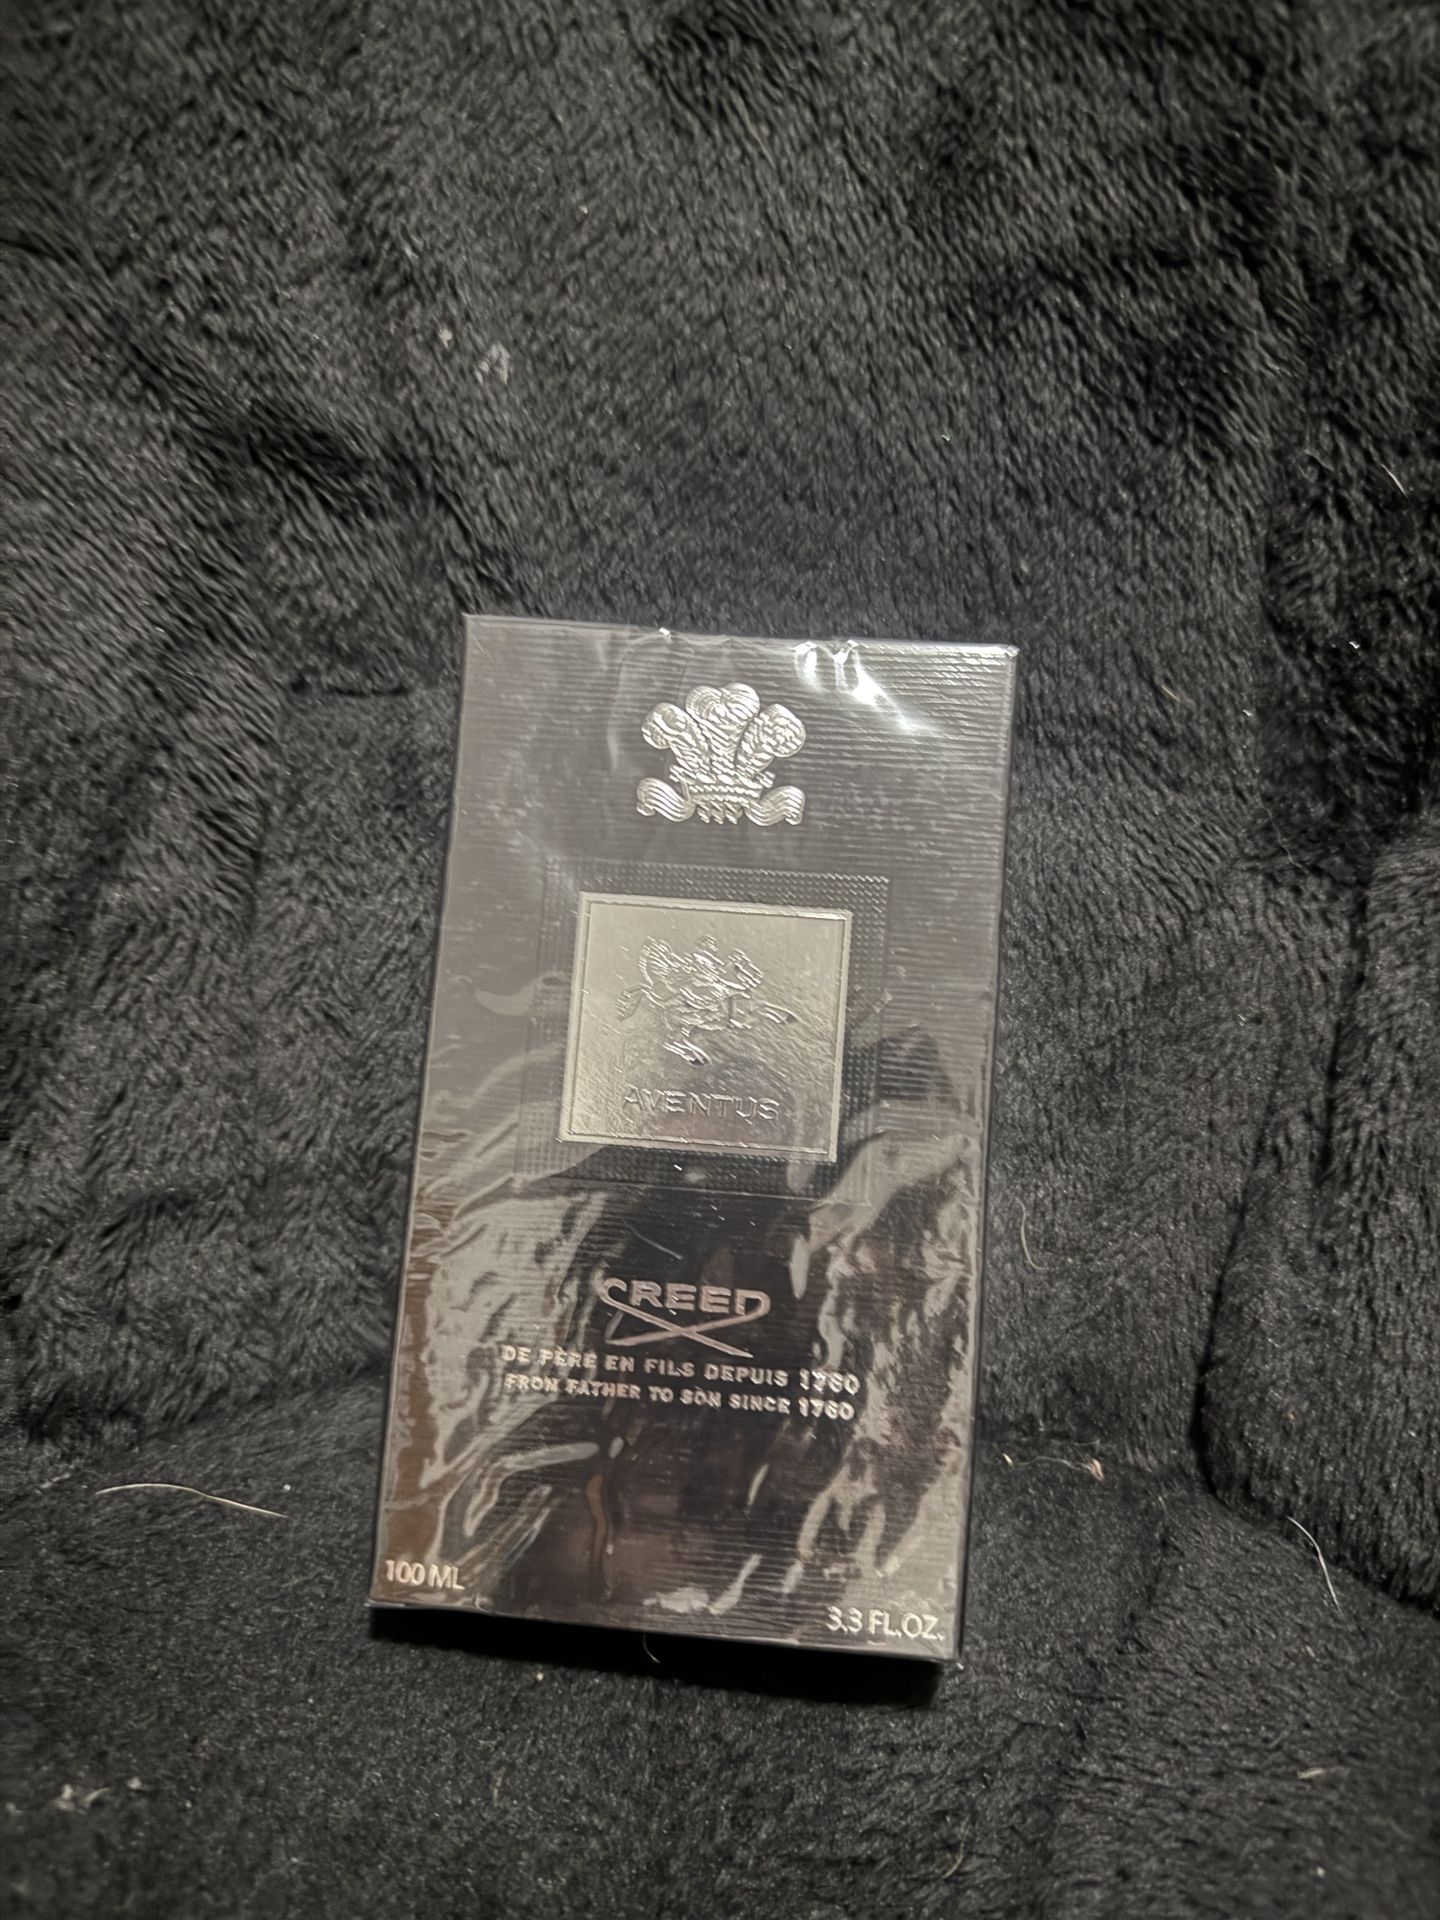 AVENTUS
CREED
DE PÈRE EN FILS DEPUIS 1760
FROM FATHER TO SON SINCE 1760
100 ML
3.3 FL.OZ.